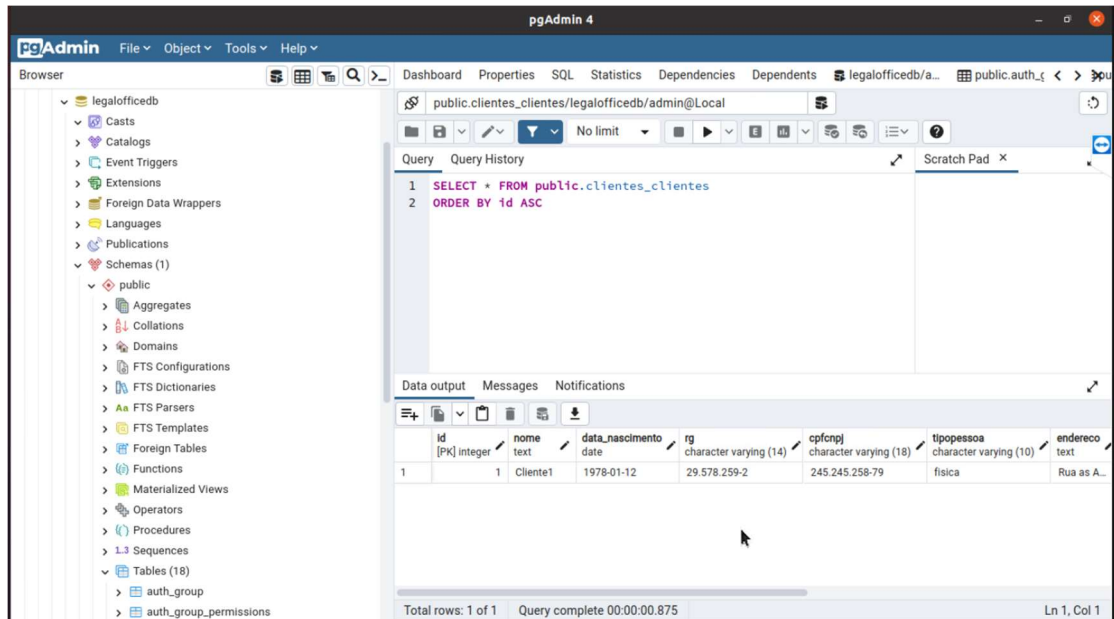 pgAdmin 4
pgAdmin File Object Tools Help
Browser
Dashboard Properties SQL Statistics Dependencies Dependents legalofficedb/a... public.auth_g
legalofficedb
Casts
Catalogs
Event Triggers
Extensions
Foreign Data Wrappers
Languages
Publications
Schemas (1)
public
Aggregates
Collations
Domains
FTS Configurations
FTS Dictionaries
FTS Parsers
FTS Templates
Foreign Tables
Functions
Materialized Views
Operators
Procedures
Sequences
Tables (18)
auth_group
auth_group_permissions
public.clientes_clientes/legalofficedb/admin@Local
No limit
Query Query History
Scratch Pad
1 SELECT * FROM public.clientes_clientes
2 ORDER BY id ASC
Data output Messages Notifications
id nome data_nascimento rg cpfcnpj tipopessoa endereco
[PK] integer text date character varying (14) character varying (18) character varying (10) text
1 1 Cliente1 1978-01-12 29.578.259-2 245.245.258-79 fisica Rua as A...
Total rows: 1 of 1 Query complete 00:00:00.875 Ln 1, Col 1